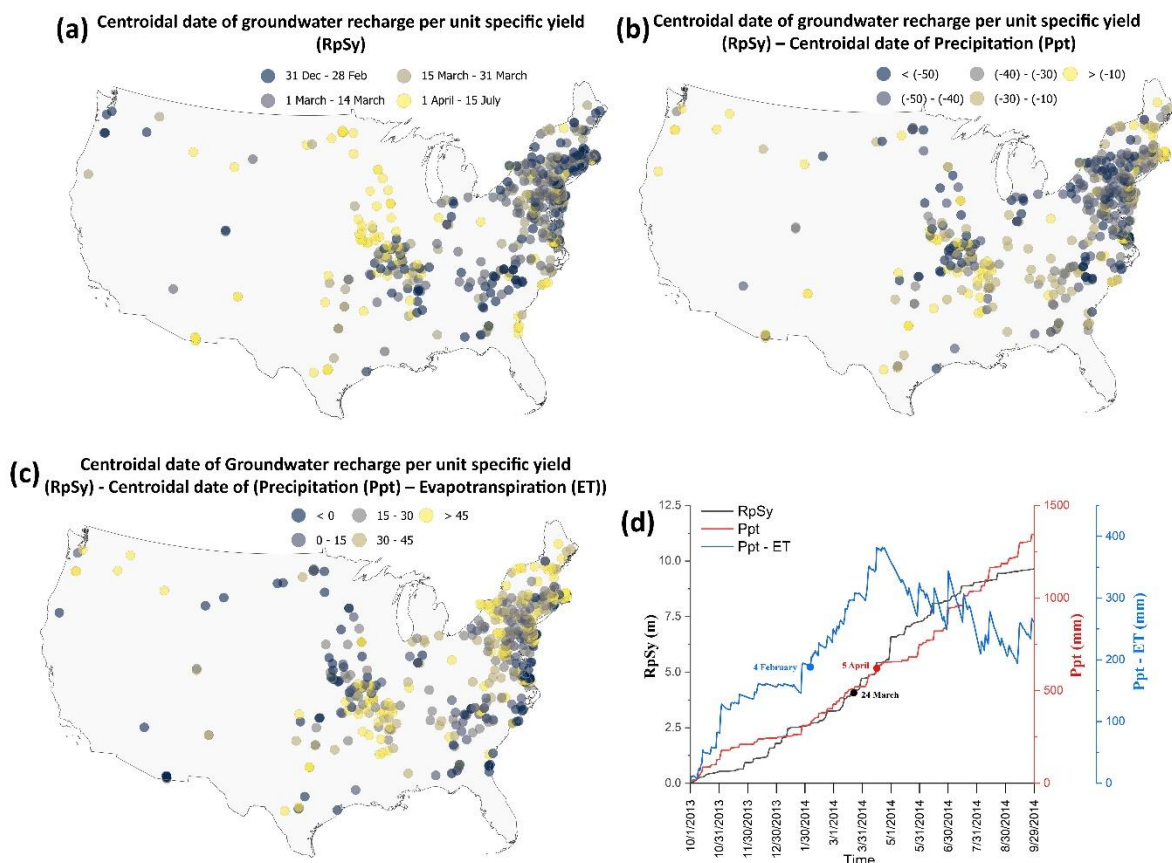 (a)
Centroidal date of groundwater recharge per unit specific yield
(RpSy)
31 Dec - 28 Feb
15 March - 31 March
1 March - 14 March
1 April - 15 July
(b)
Centroidal date of groundwater recharge per unit specific yield
(RpSy) – Centroidal date of Precipitation (Ppt)
< (-50)
(-40) - (-30)
> (-10)
(-50) - (-40)
(-30) - (-10)
(c)
Centroidal date of Groundwater recharge per unit specific yield
(RpSy) - Centroidal date of (Precipitation (Ppt) – Evapotranspiration (ET))
< 0
15 - 30
> 45
0 - 15
30 - 45
(d)
RpSy
Ppt
Ppt - ET
12.5
10.0
7.5
5.0
2.5
0.0
RpSy (m)
4 February
5 April
24 March
1500
1000
500
0
Ppt (mm)
400
300
200
100
0
Ppt - ET (mm)
10/1/2013
10/31/2013
11/30/2013
12/30/2013
1/30/2014
3/1/2014
3/31/2014
5/1/2014
5/31/2014
6/30/2014
7/31/2014
8/30/2014
9/29/2014
Time